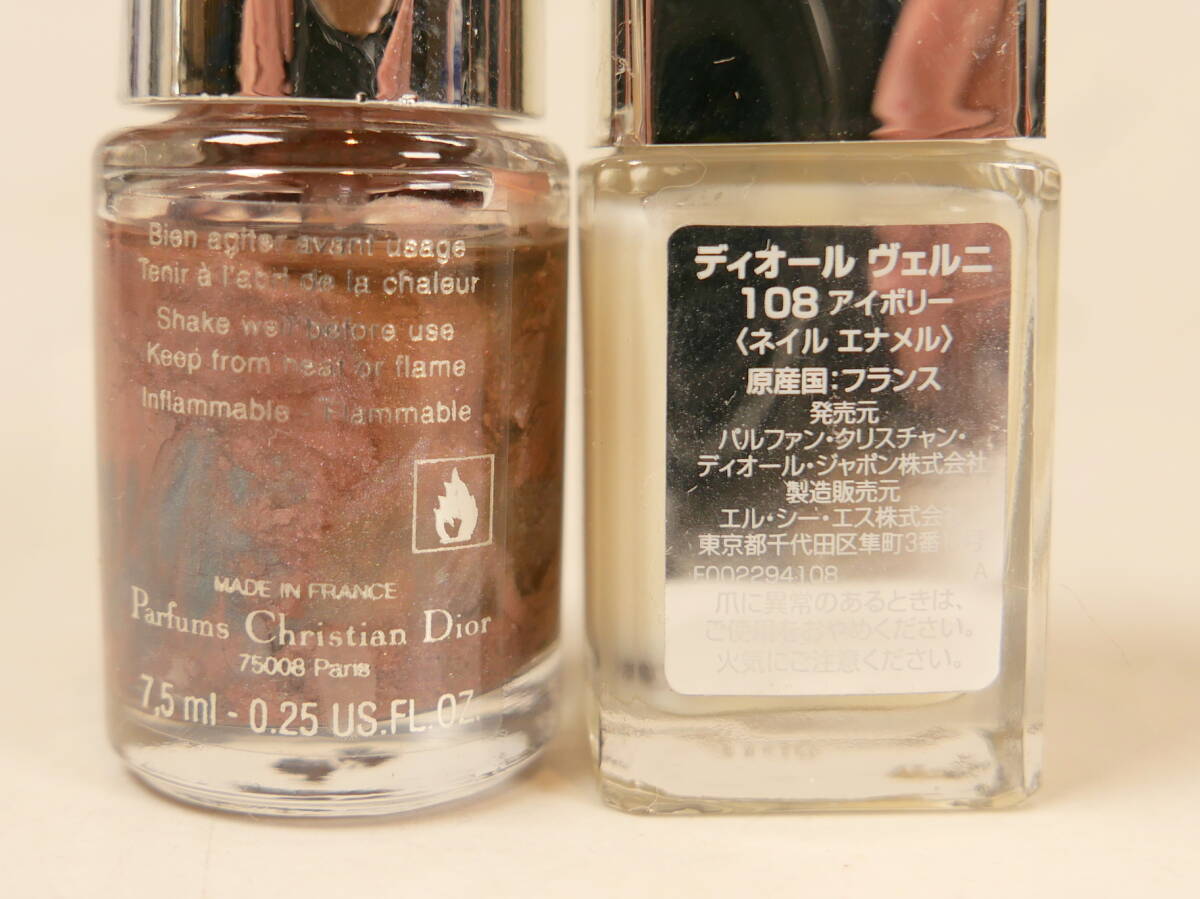 Bien agiter avant usage
Tenir à l'abri de la chaleur
Shake well before use
Keep from heat or flame
Inflammable - Flammable
MADE IN FRANCE
Parfums Christian Dior
75008 Paris
7,5 ml - 0.25 US.FL.OZ.
ディオール ヴェルニ
108 アイボリー
〈ネイル エナメル〉
原産国:フランス
発売元
パルファン・クリスチャン・
ディオール・ジャポン株式会社
製造販売元
エル・シー・エス株式会
東京都千代田区隼町3番 号
F002294108 A
爪に異常のあるときは、
ご使用をおやめください。
火気にご注意ください。